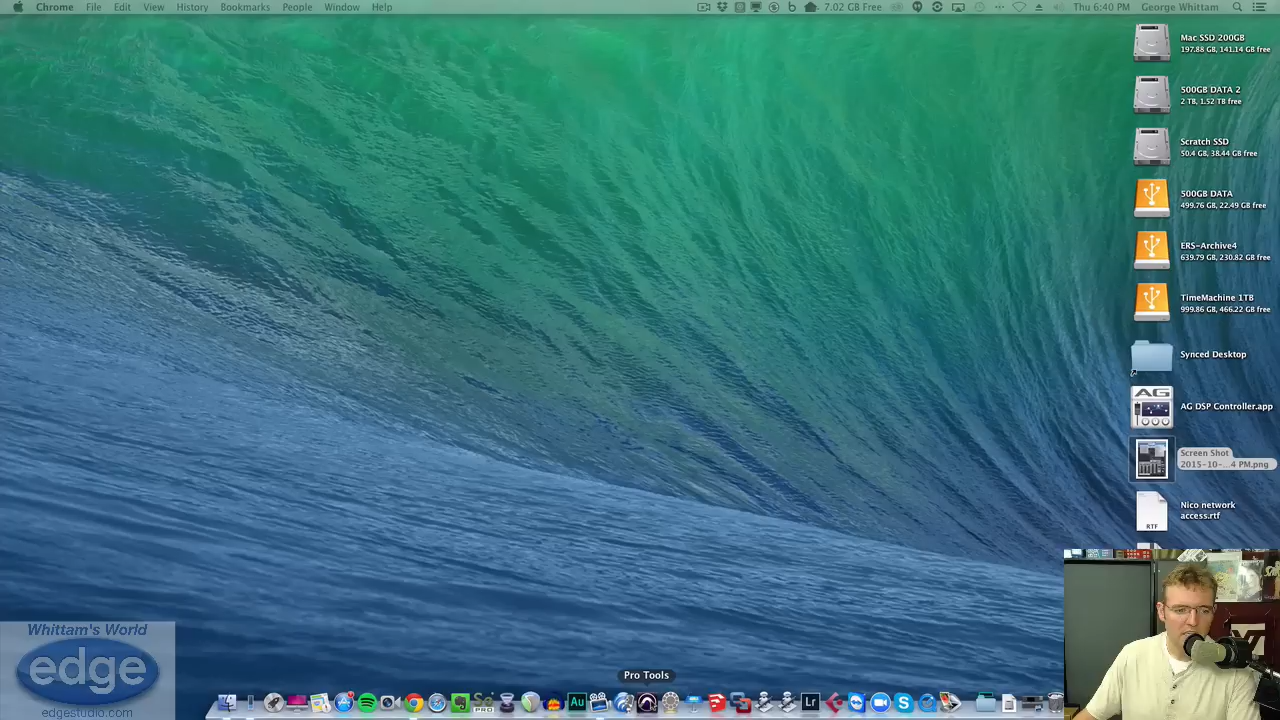 Chrome File Edit View History Bookmarks People Window Help 7.02 GB Free Thu 6:40 PM George Whittam
Mac SSD 200GB
197.88 GB, 141.14 GB free
500GB DATA 2
2 TB, 1.52 TB free
Scratch SSD
50.4 GB, 38.44 GB free
500GB DATA
499.76 GB, 22.49 GB free
ERS-Archive4
639.79 GB, 230.82 GB free
TimeMachine 1TB
999.86 GB, 466.22 GB free
Synced Desktop
AG
AG DSP Controller.app
Screen Shot
2015-10-...4 PM.png
Nico network
access.rtf
RTF
Whittam's World
edge
edgestudio.com
Pro Tools
Au
Lr
PRO